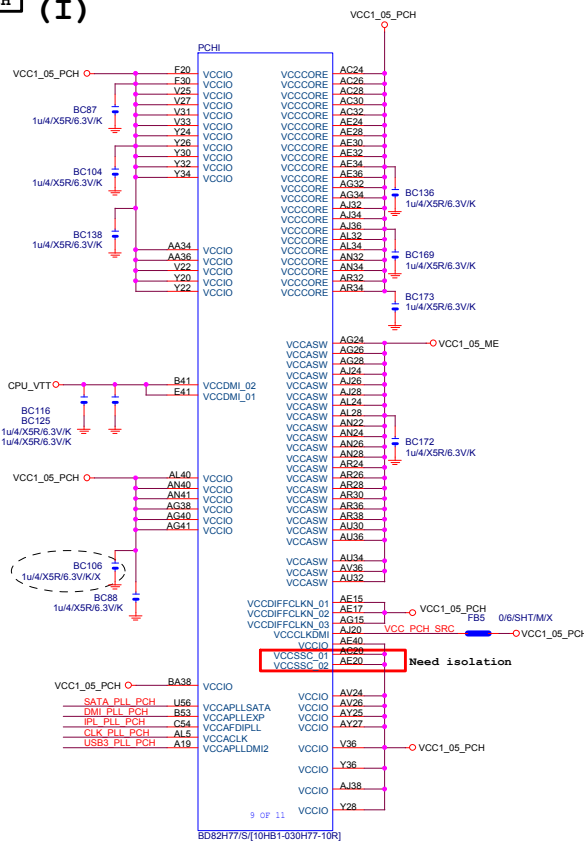 H (I)
VCC1_05_PCH
PCHI
VCC1_05_PCH F20 VCCIO VCCCORE AC24
F30 VCCIO VCCCORE AC26
V25 VCCIO VCCCORE AC28
V27 VCCIO VCCCORE AC30
V31 VCCIO VCCCORE AC32
V33 VCCIO VCCCORE AE24
Y24 VCCIO VCCCORE AE28
Y26 VCCIO VCCCORE AE30
Y30 VCCIO VCCCORE AE32
Y32 VCCIO VCCCORE AE34
Y34 VCCIO VCCCORE AE36
VCCCORE AG32
VCCCORE AG34
VCCCORE AJ32
VCCCORE AJ34
VCCCORE AJ36
VCCCORE AL32
AA34 VCCIO VCCCORE AL34
AA36 VCCIO VCCCORE AN32
V22 VCCIO VCCCORE AN34
Y20 VCCIO VCCCORE AR32
Y22 VCCIO VCCCORE AR34
BC87
1u/4/X5R/6.3V/K
BC104
1u/4/X5R/6.3V/K
BC138
1u/4/X5R/6.3V/K
BC136
1u/4/X5R/6.3V/K
BC169
1u/4/X5R/6.3V/K
BC173
1u/4/X5R/6.3V/K
VCCASW AG24 VCC1_05_ME
VCCASW AG26
VCCASW AG28
VCCASW AJ24
VCCASW AJ26
VCCASW AJ28
VCCASW AL24
VCCASW AL28
VCCASW AN22
VCCASW AN24
VCCASW AN26
VCCASW AN28
VCCASW AR24
VCCASW AR26
VCCASW AR28
VCCASW AR30
VCCASW AR36
VCCASW AR38
VCCASW AU30
VCCASW AU36
VCCASW AU34
VCCASW AV36
VCCASW AU32
BC172
1u/4/X5R/6.3V/K
CPU_VTT B41 VCCDMI_02
E41 VCCDMI_01
BC116
BC125
1u/4/X5R/6.3V/K
1u/4/X5R/6.3V/K
VCC1_05_PCH AL40 VCCIO
AN40 VCCIO
AN41 VCCIO
AG38 VCCIO
AG40 VCCIO
AG41 VCCIO
BC106
1u/4/X5R/6.3V/K/X
BC88
1u/4/X5R/6.3V/K
VCCDIFFCLKN_01 AE15
VCCDIFFCLKN_02 AE17 VCC1_05_PCH
VCCDIFFCLKN_03 AG15
VCCCLKDMI AJ20 VCC_PCH_SRC FB5 0/6/SHT/M/X VCC1_05_PCH
VCCIO AE40
VCCSSC_01 AC20
VCCSSC_02 AE20
Need isolation
VCC1_05_PCH BA38 VCCIO
SATA_PLL_PCH U56 VCCAPLLSATA
DMI_PLL_PCH B53 VCCAPLLEXP
IPL_PLL_PCH C54 VCCAFDIPLL
CLK_PLL_PCH AL5 VCCACLK
USB3_PLL_PCH A19 VCCAPLLDMI2
VCCIO AV24
VCCIO AV26
VCCIO AY25
VCCIO AY27
VCCIO V36 VCC1_05_PCH
VCCIO Y36
VCCIO AJ38
VCCIO Y28
9 OF 11
BD82H77/S/[10HB1-030H77-10R]